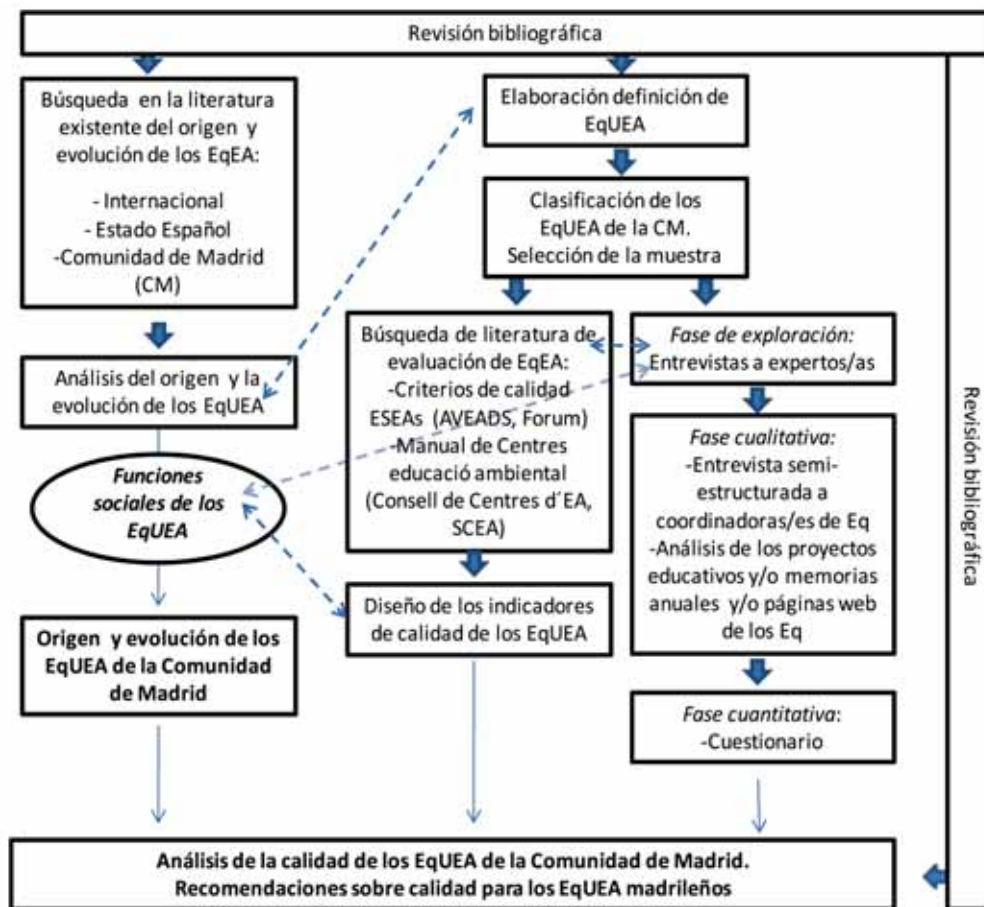 Revisión bibliográfica
Búsqueda en la literatura
existente del origen y
evolución de los EqEA:
- Internacional
- Estado Español
-Comunidad de Madrid
(CM)
Análisis del origen y la
evolución de los EqUEA
Funciones
sociales de los
EqUEA
Origen y evolución de los
EqUEA de la Comunidad
de Madrid
Elaboración definición de
EqUEA
Clasificación de los
EqUEA de la CM.
Selección de la muestra
Búsqueda de literatura de
evaluación de EqEA:
-Criterios de calidad
ESEAs (AVEADS, Forum)
-Manual de Centres
educació ambiental
(Consell de Centres d´EA,
SCEA)
Diseño de los indicadores
de calidad de los EqUEA
Fase de exploración:
Entrevistas a expertos/as
Fase cualitativa:
-Entrevista semi-
estructurada a
coordinadoras/es de Eq
-Análisis de los proyectos
educativos y/o memorias
anuales y/o páginas web
de los Eq
Fase cuantitativa:
-Cuestionario
Revisión bibliográfica
Análisis de la calidad de los EqUEA de la Comunidad de Madrid.
Recomendaciones sobre calidad para los EqUEA madrileños